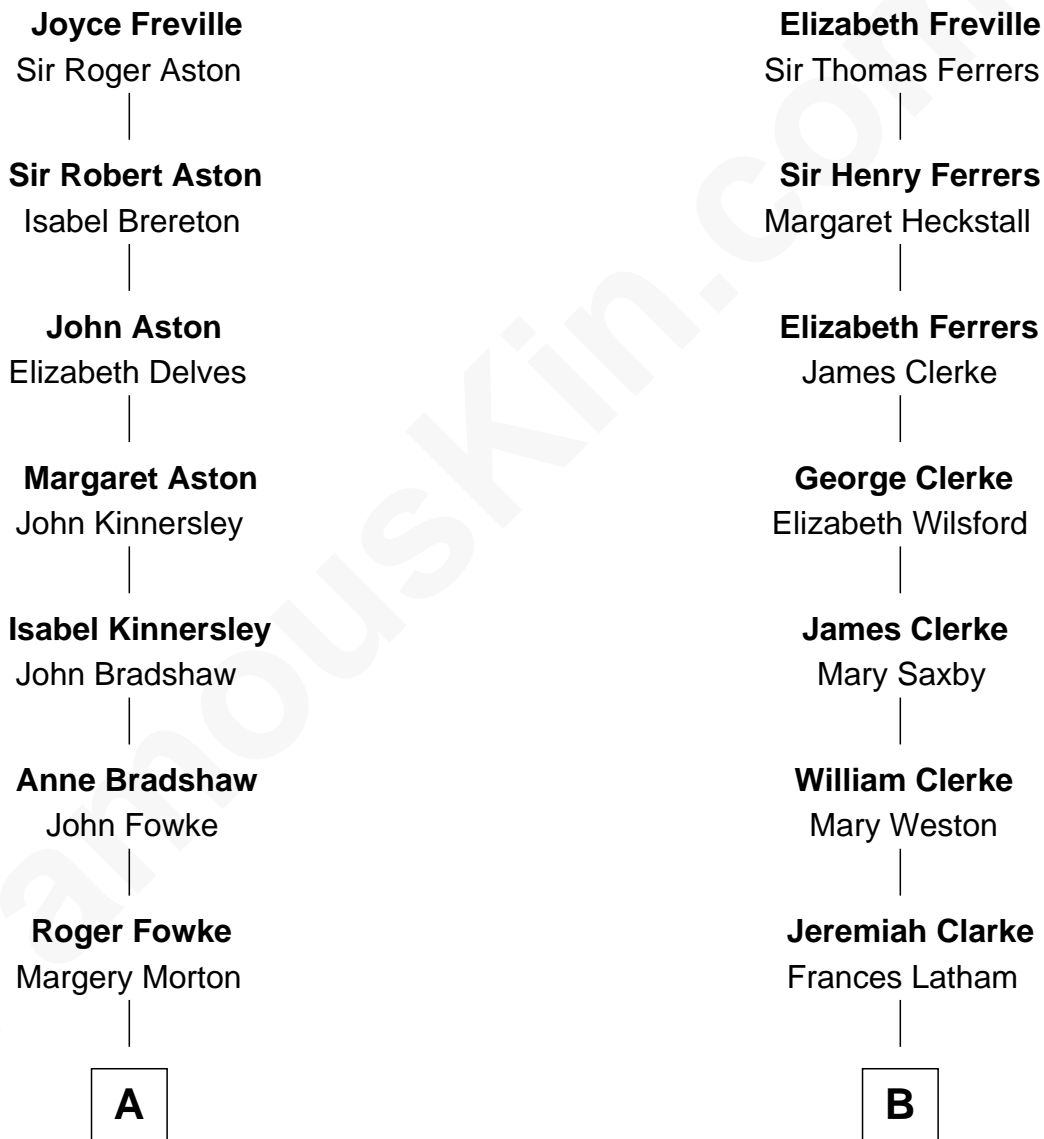 Joyce Freville
Sir Roger Aston
Sir Robert Aston
Isabel Brereton
John Aston
Elizabeth Delves
Margaret Aston
John Kinnersley
Isabel Kinnersley
John Bradshaw
Anne Bradshaw
John Fowke
Roger Fowke
Margery Morton
A
Elizabeth Freville
Sir Thomas Ferrers
Sir Henry Ferrers
Margaret Heckstall
Elizabeth Ferrers
James Clerke
George Clerke
Elizabeth Wilsford
James Clerke
Mary Saxby
William Clerke
Mary Weston
Jeremiah Clarke
Frances Latham
B
amouskin.com